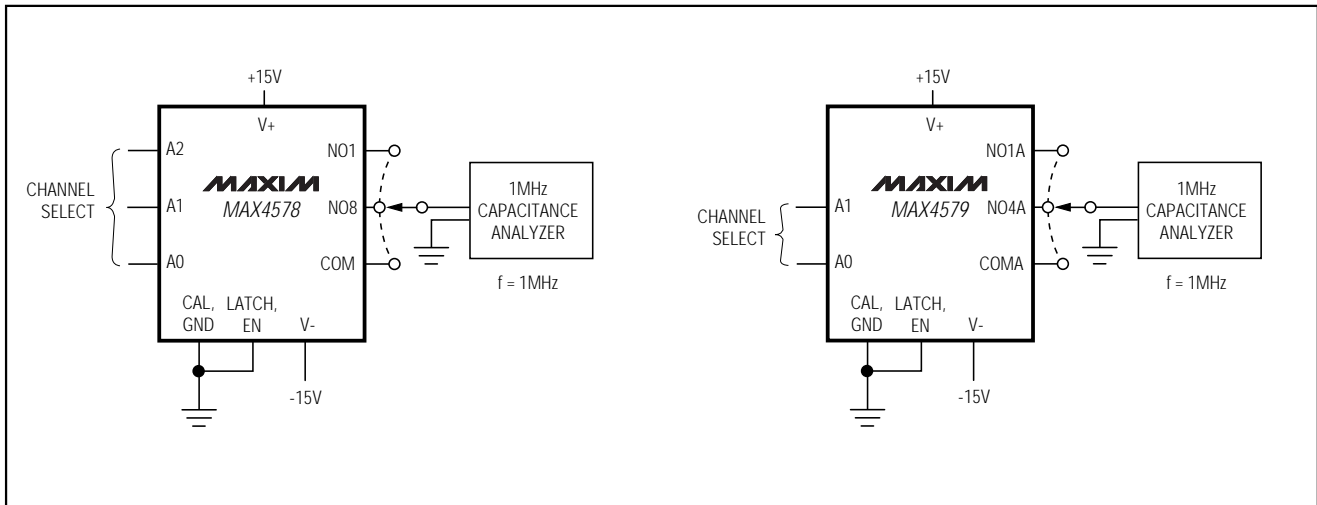 +15V
V+
A2
A1
A0
CHANNEL
SELECT
MAXIM
MAX4578
NO1
NO8
COM
CAL,
GND
LATCH,
EN
V-
-15V
1MHz
CAPACITANCE
ANALYZER
f = 1MHz
+15V
V+
A1
A0
CHANNEL
SELECT
MAXIM
MAX4579
NO1A
NO4A
COMA
CAL,
GND
LATCH,
EN
V-
-15V
1MHz
CAPACITANCE
ANALYZER
f = 1MHz